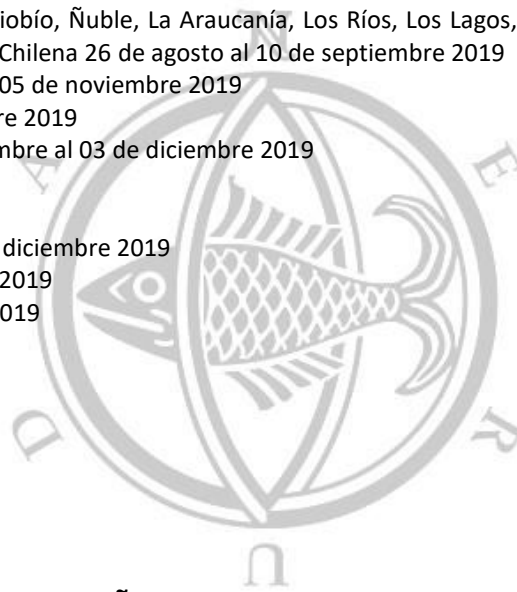 iobío, Ñuble, La Araucanía, Los Ríos, Los Lagos,
Chilena 26 de agosto al 10 de septiembre 2019
05 de noviembre 2019
re 2019
mbre al 03 de diciembre 2019
diciembre 2019
2019
019
N E R U D A